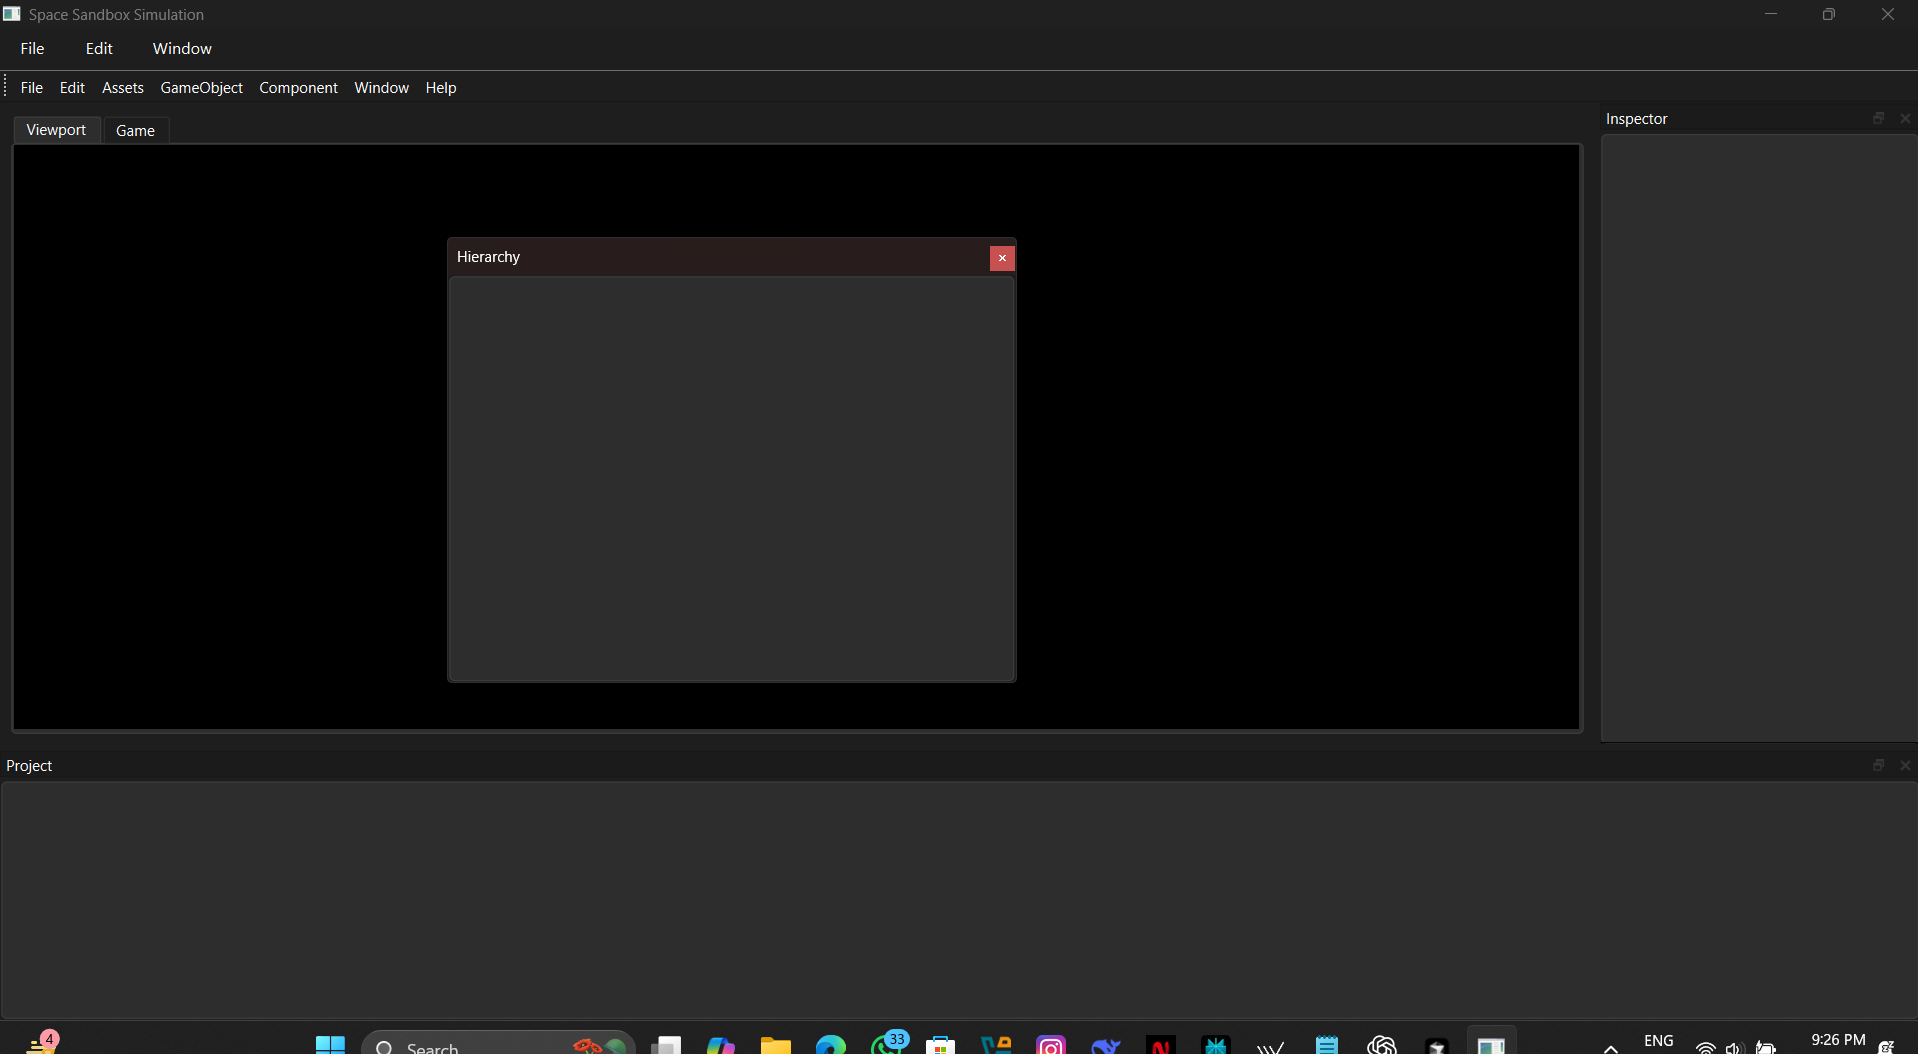 Space Sandbox Simulation
File Edit Window
File Edit Assets GameObject Component Window Help
Viewport Game
Inspector
Hierarchy
Project
4
Search
33
ENG
9:26 PM